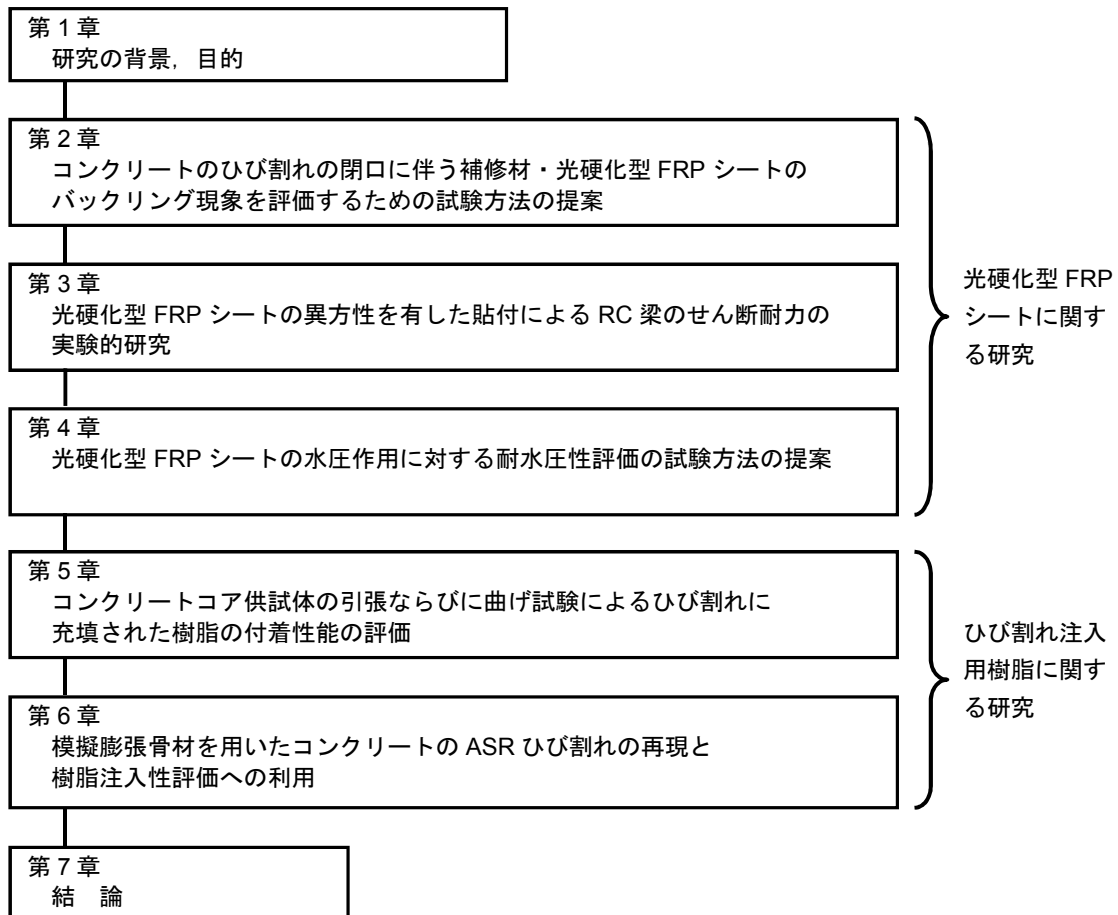 第1章
研究の背景，目的
第2章
コンクリートのひび割れの閉口に伴う補修材・光硬化型 FRP シートの
バックリング現象を評価するための試験方法の提案
第3章
光硬化型 FRP シートの異方性を有した貼付による RC 梁のせん断耐力の
実験的研究
第4章
光硬化型 FRP シートの水圧作用に対する耐水圧性評価の試験方法の提案
光硬化型 FRP
シートに関す
る研究
第5章
コンクリートコア供試体の引張ならびに曲げ試験によるひび割れに
充填された樹脂の付着性能の評価
第6章
模擬膨張骨材を用いたコンクリートの ASR ひび割れの再現と
樹脂注入性評価への利用
ひび割れ注入
用樹脂に関す
る研究
第7章
結　論